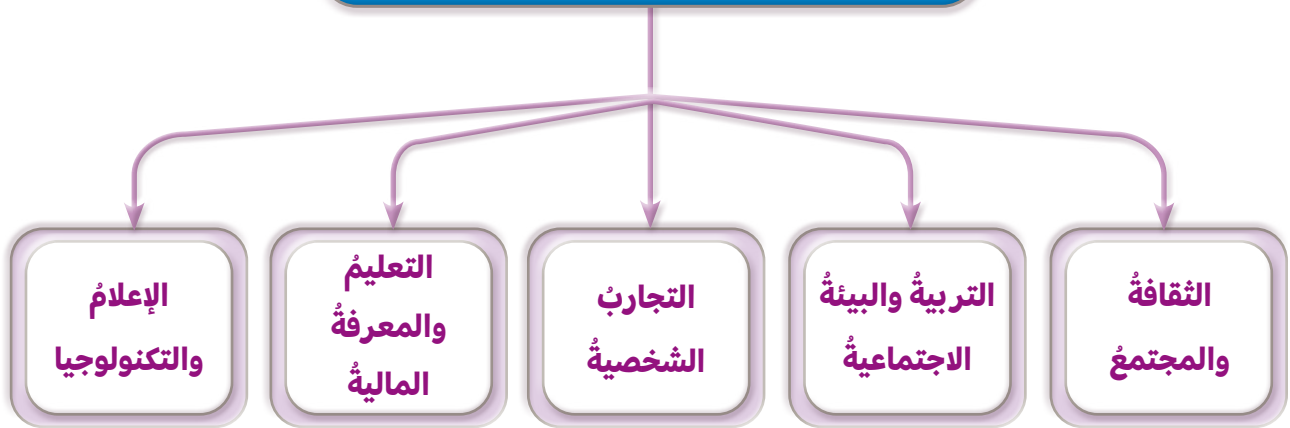 الثقافةُ
والمجتمعُ
التربيةُ والبيئةُ
الاجتماعيةُ
التجاربُ
الشخصيةُ
التعليمُ
والمعرفةُ
الماليةُ
الإعلامُ
والتكنولوجيا